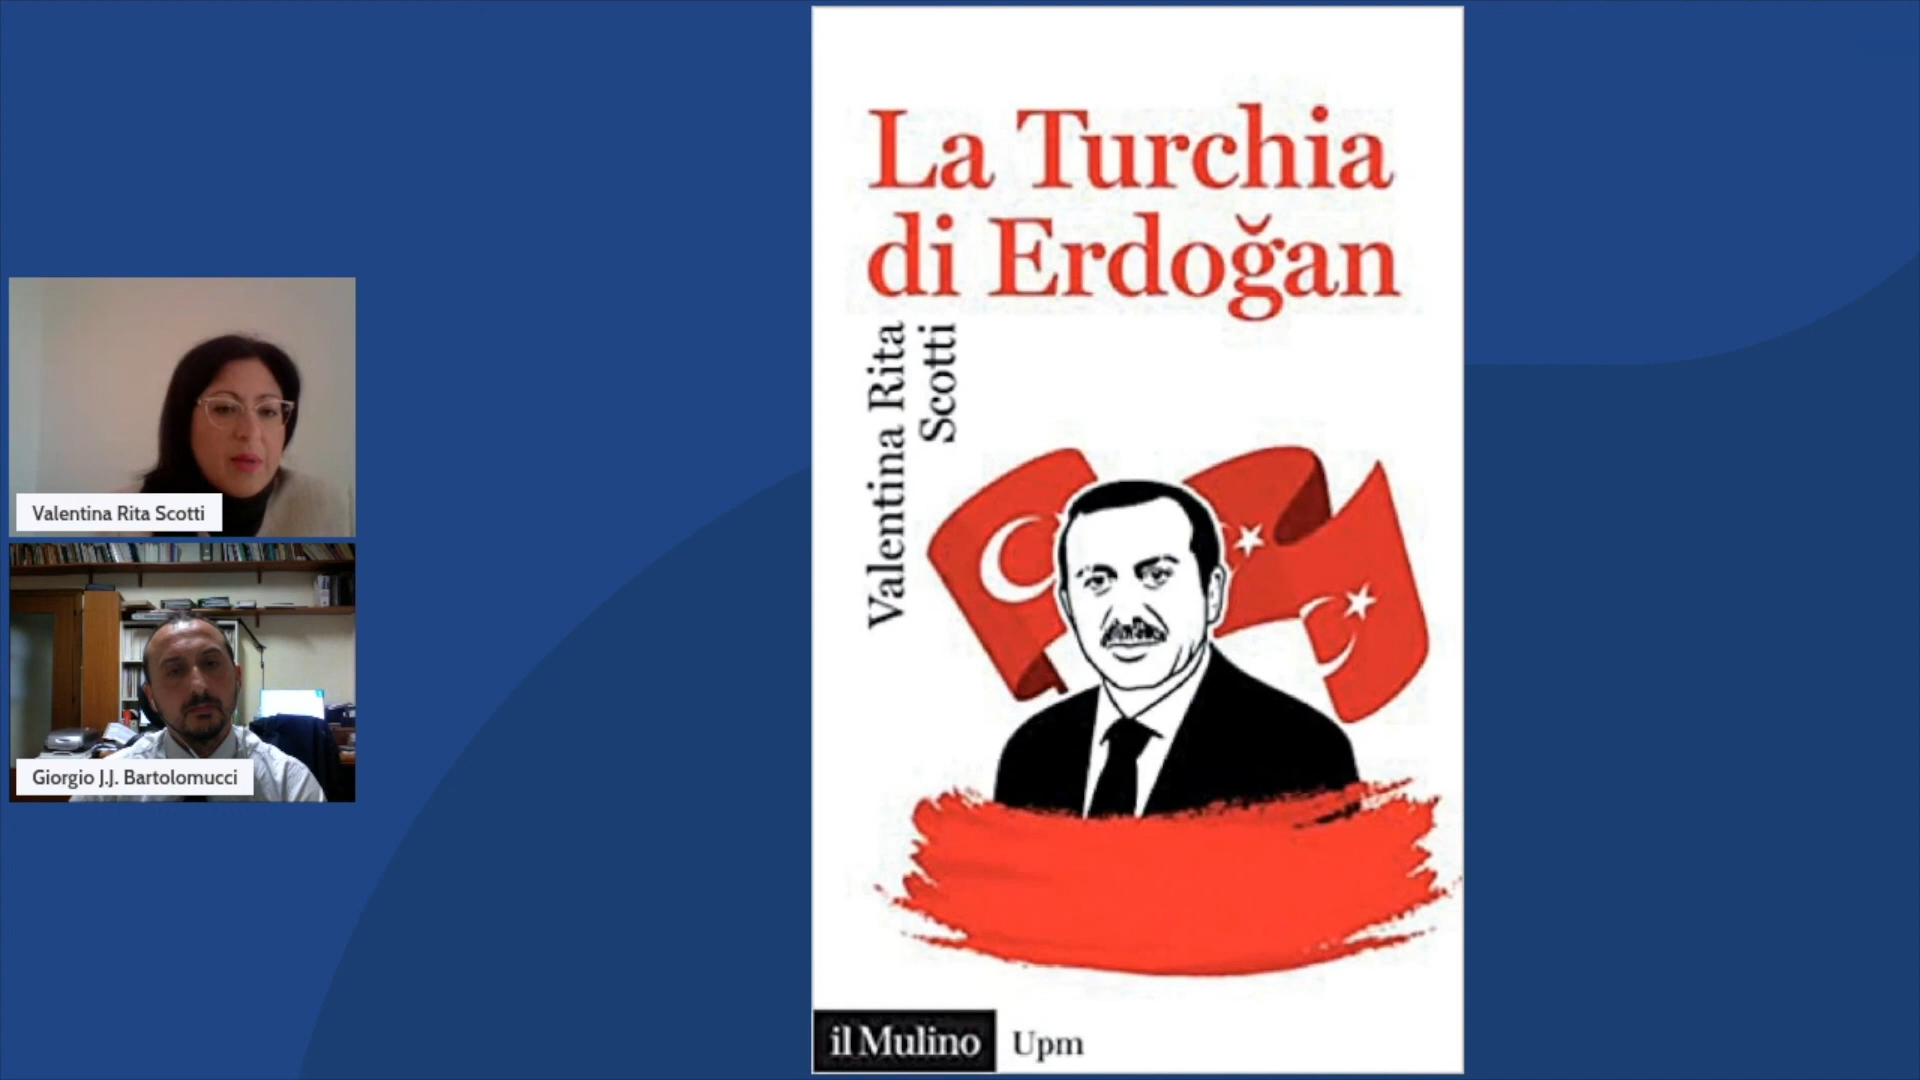 La Turchia
di Erdoğan
Valentina Rita
Scotti
Valentina Rita Scotti
Giorgio J.J. Bartolomucci
il Mulino
Upm